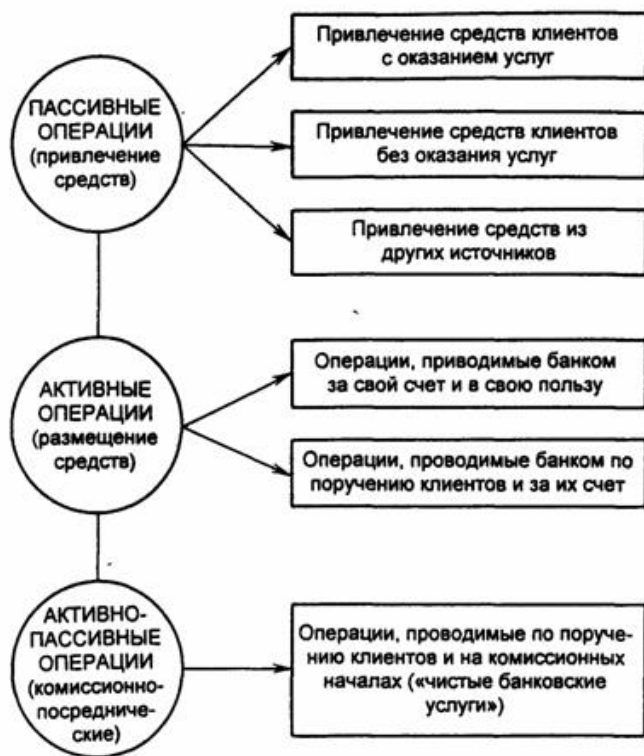 ПАССИВНЫЕ
ОПЕРАЦИИ
(привлечение
средств)
Привлечение средств клиентов
с оказанием услуг
Привлечение средств клиентов
без оказания услуг
Привлечение средств из
других источников
АКТИВНЫЕ
ОПЕРАЦИИ
(размещение
средств)
Операции, приводимые банком
за свой счет и в свою пользу
Операции, проводимые банком по
поручению клиентов и за их счет
АКТИВНО-
ПАССИВНЫЕ
ОПЕРАЦИИ
(комиссионно-
посредниче-
ские)
Операции, проводимые по поруче-
нию клиентов и на комиссионных
началах («чистые банковские
услуги»)